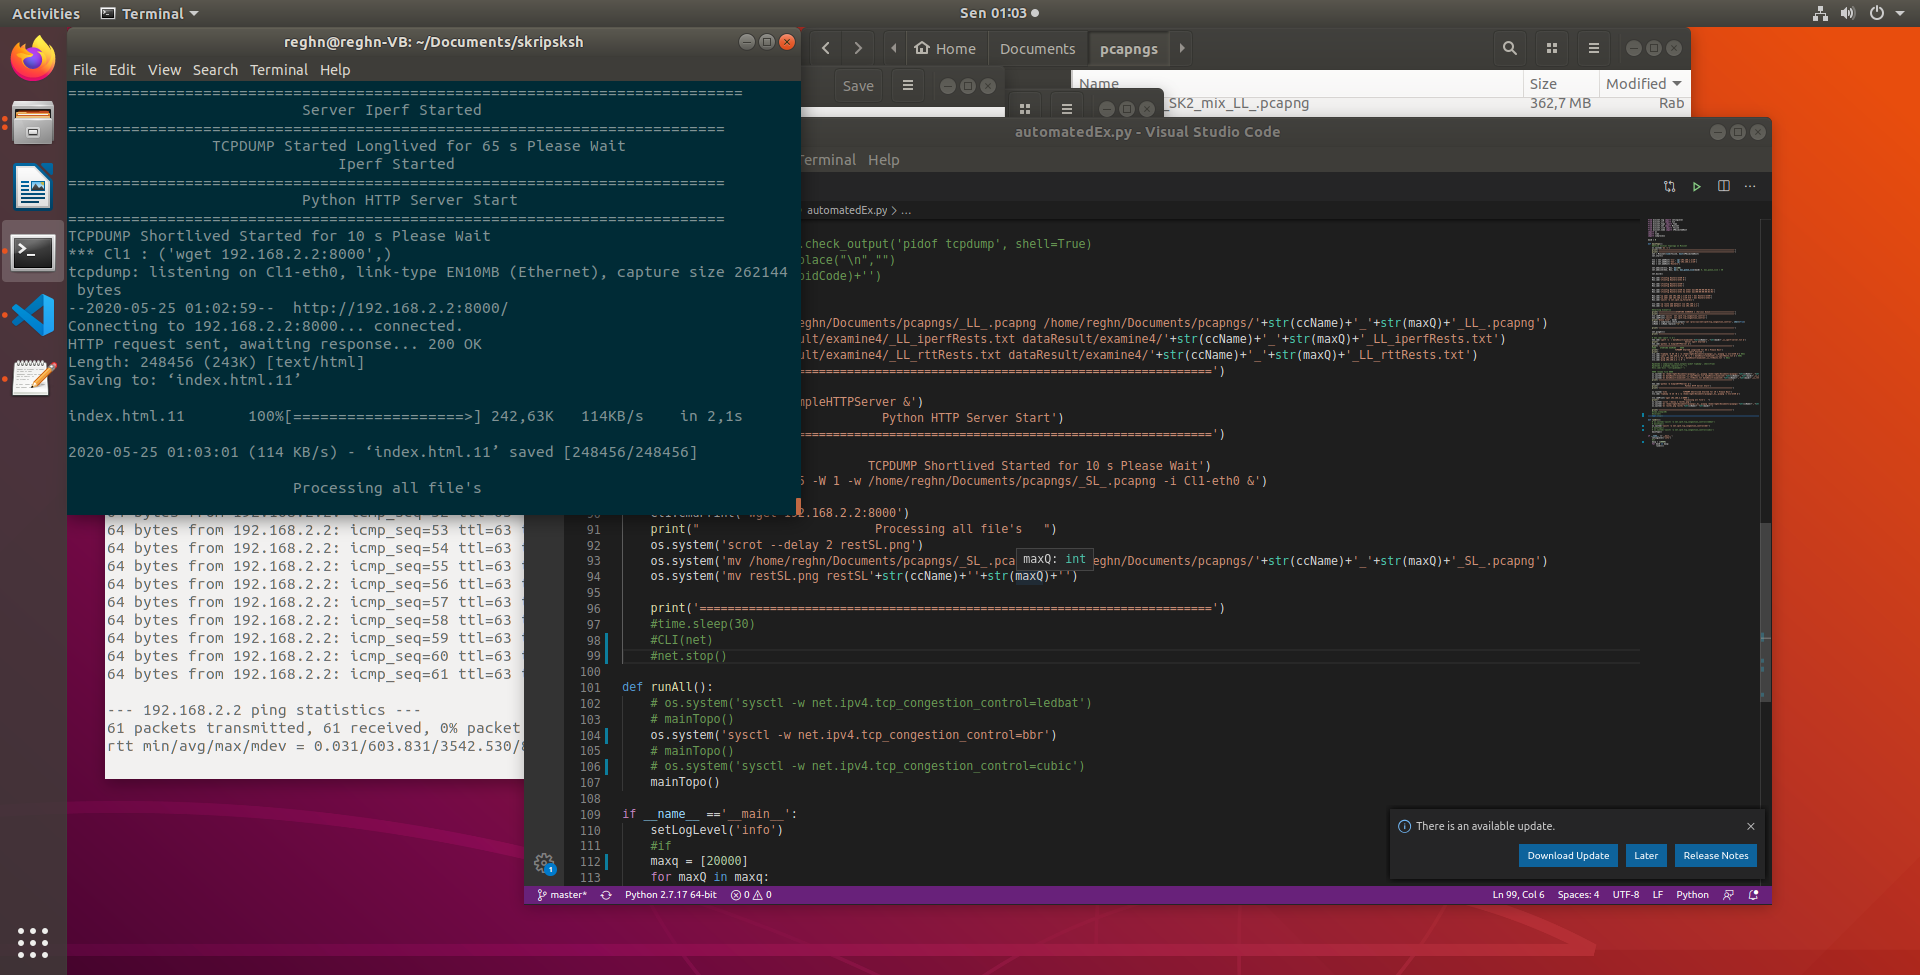 Activities
Terminal
Sen 01:03
reghn@reghn-VB: ~/Documents/skripsksh
File Edit View Search Terminal Help
===========================================================================
Server Iperf Started
=========================================================================
TCPDUMP Started Longlived for 65 s Please Wait
Iperf Started
=========================================================================
Python HTTP Server Start
=========================================================================
TCPDUMP Shortlived Started for 10 s Please Wait
*** Cl1 : ('wget 192.168.2.2:8000',)
tcpdump: listening on Cl1-eth0, link-type EN10MB (Ethernet), capture size 262144
bytes
--2020-05-25 01:02:59--  http://192.168.2.2:8000/
Connecting to 192.168.2.2:8000... connected.
HTTP request sent, awaiting response... 200 OK
Length: 248456 (243K) [text/html]
Saving to: ‘index.html.11’
index.html.11       100%[===================>] 242,63K   114KB/s    in 2,1s
2020-05-25 01:03:01 (114 KB/s) - ‘index.html.11’ saved [248456/248456]
Processing all file's
64 bytes from 192.168.2.2: icmp_seq=53 ttl=63
64 bytes from 192.168.2.2: icmp_seq=54 ttl=63
64 bytes from 192.168.2.2: icmp_seq=55 ttl=63
64 bytes from 192.168.2.2: icmp_seq=56 ttl=63
64 bytes from 192.168.2.2: icmp_seq=57 ttl=63
64 bytes from 192.168.2.2: icmp_seq=58 ttl=63
64 bytes from 192.168.2.2: icmp_seq=59 ttl=63
64 bytes from 192.168.2.2: icmp_seq=60 ttl=63
64 bytes from 192.168.2.2: icmp_seq=61 ttl=63
--- 192.168.2.2 ping statistics ---
61 packets transmitted, 61 received, 0% packet
rtt min/avg/max/mdev = 0.031/603.831/3542.530/
Save
Home Documents pcapngs
Name Size Modified
_SK2_mix_LL_.pcapng 362,7 MB Rab
automatedEx.py - Visual Studio Code
Terminal Help
automatedEx.py > ...
.check_output('pidof tcpdump', shell=True)
place("\n","")
pidCode)+'')
reghn/Documents/pcapngs/_LL_.pcapng /home/reghn/Documents/pcapngs/'+str(ccName)+'_'+str(maxQ)+'_LL_.pcapng')
ult/examine4/_LL_iperfRests.txt dataResult/examine4/'+str(ccName)+'_'+str(maxQ)+'_LL_iperfRests.txt')
ult/examine4/_LL_rttRests.txt dataResult/examine4/'+str(ccName)+'_'+str(maxQ)+'_LL_rttRests.txt')
===========================================================')
mpleHTTPServer &')
Python HTTP Server Start')
===========================================================')
TCPDUMP Shortlived Started for 10 s Please Wait')
-W 1 -w /home/reghn/Documents/pcapngs/_SL_.pcapng -i Cl1-eth0 &')
192.168.2.2:8000')
91 print("                         Processing all file's   ")
92 os.system('scrot --delay 2 restSL.png')
93 os.system('mv /home/reghn/Documents/pcapngs/_SL_.pca eghn/Documents/pcapngs/'+str(ccName)+'_'+str(maxQ)+'_SL_.pcapng')
maxQ: int
94 os.system('mv restSL.png restSL'+str(ccName)+''+str(maxQ)+'')
95
96 print('=========================================================================')
97 #time.sleep(30)
98 #CLI(net)
99 #net.stop()
100
101 def runAll():
102 # os.system('sysctl -w net.ipv4.tcp_congestion_control=ledbat')
103 # mainTopo()
104 os.system('sysctl -w net.ipv4.tcp_congestion_control=bbr')
105 # mainTopo()
106 # os.system('sysctl -w net.ipv4.tcp_congestion_control=cubic')
107 mainTopo()
108
109 if __name__ =='__main__':
110 setLogLevel('info')
111 #if
112 maxq = [20000]
113 for maxQ in maxq:
There is an available update.
Download Update Later Release Notes
1
master* Python 2.7.17 64-bit 0 0 Ln 99, Col 6 Spaces: 4 UTF-8 LF Python